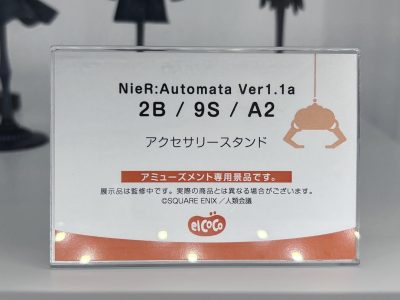 NieR:Automata Ver1.1a
2B / 9S / A2
アクセサリースタンド
アミューズメント専用景品です。
展示品は監修中です。実際の商品とは異なる場合がございます。
©SQUARE ENIX／人類会議
elcoco